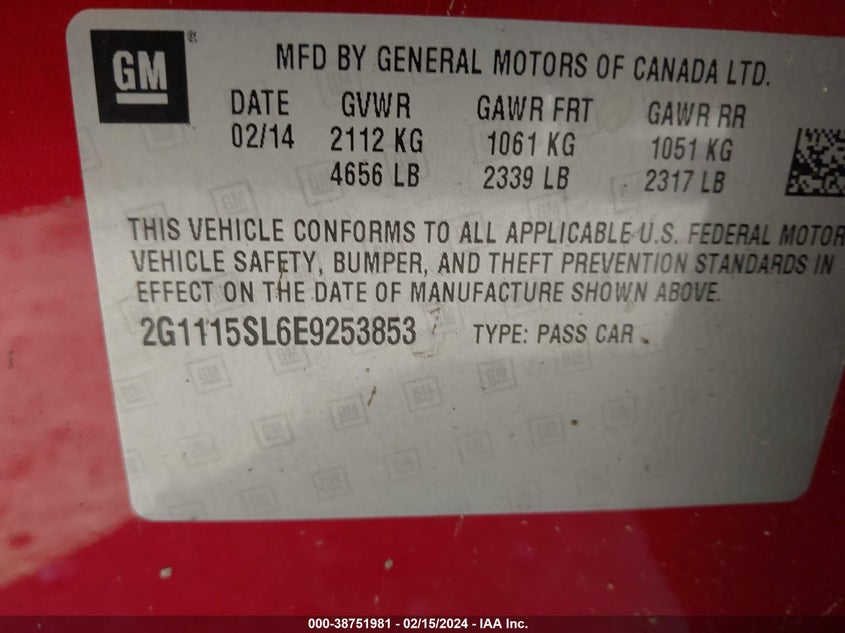 GM®
MFD BY GENERAL MOTORS OF CANADA LTD.
DATE GVWR GAWR FRT GAWR RR
02/14 2112 KG 1061 KG 1051 KG
4656 LB 2339 LB 2317 LB
THIS VEHICLE CONFORMS TO ALL APPLICABLE U.S. FEDERAL MOTOR
VEHICLE SAFETY, BUMPER, AND THEFT PREVENTION STANDARDS IN
EFFECT ON THE DATE OF MANUFACTURE SHOWN ABOVE.
2G1115SL6E9253853 TYPE: PASS CAR
000-38751981 - 02/15/2024 - IAA Inc.